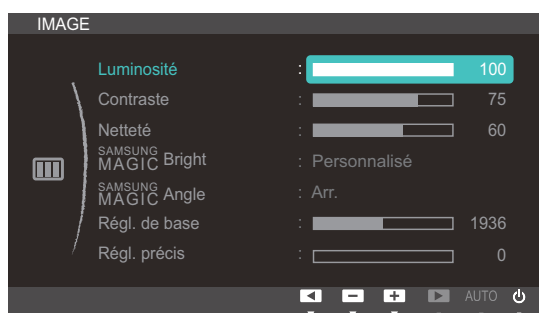 IMAGE
Luminosité : 100
Contraste : 75
Netteté : 60
SAMSUNG MAGIC Bright : Personnalisé
SAMSUNG MAGIC Angle : Arr.
Régl. de base : 1936
Régl. précis : 0
AUTO